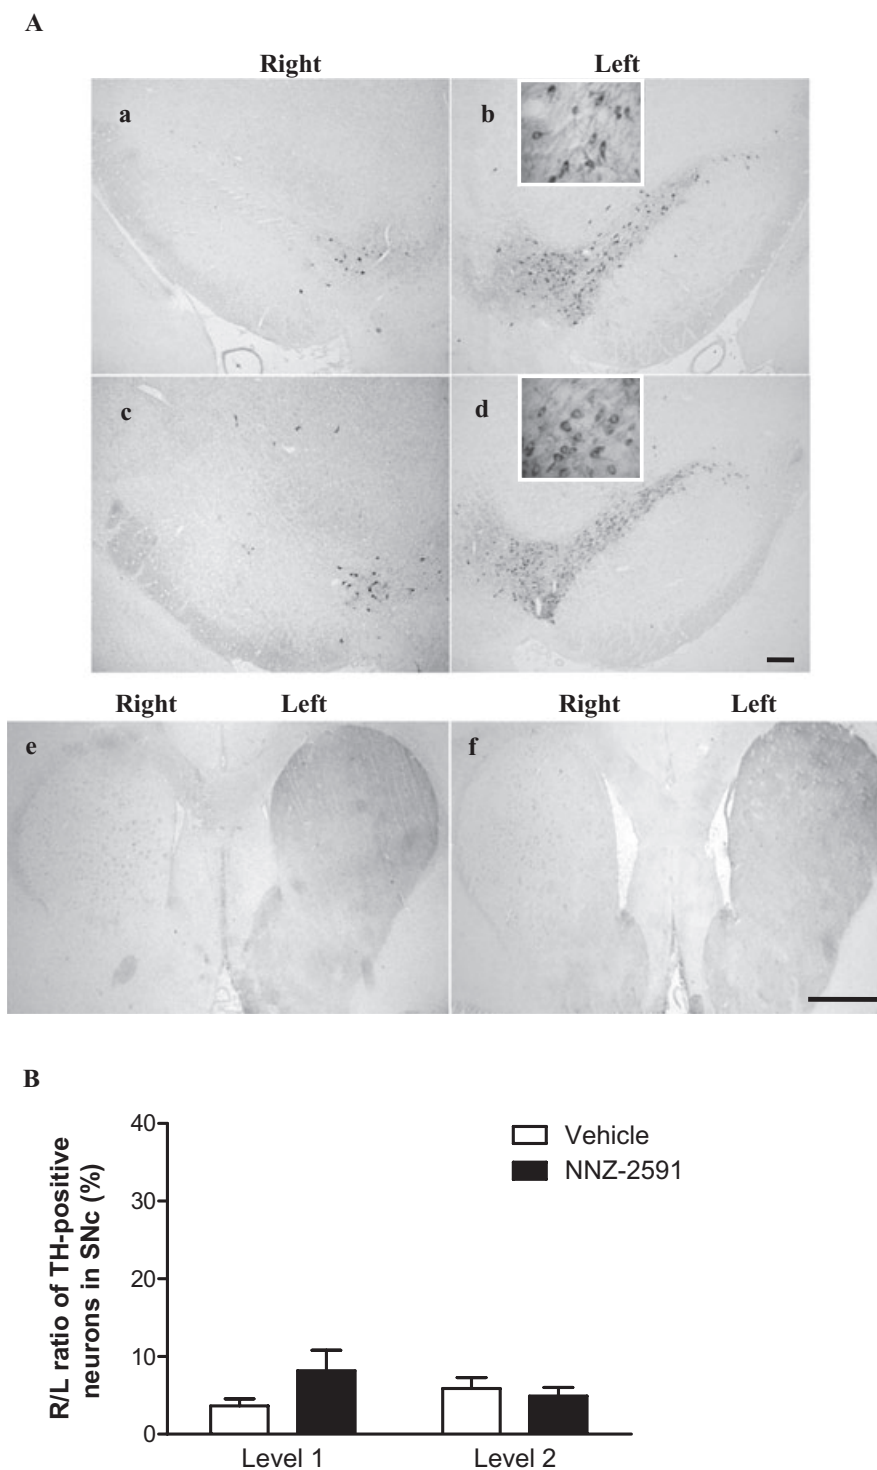 A
Right Left
a b
c d
Right Left Right Left
e f
B
R/L ratio of TH-positive
neurons in SNc (%)
40
30
20
10
0
Vehicle
NNZ-2591
Level 1 Level 2